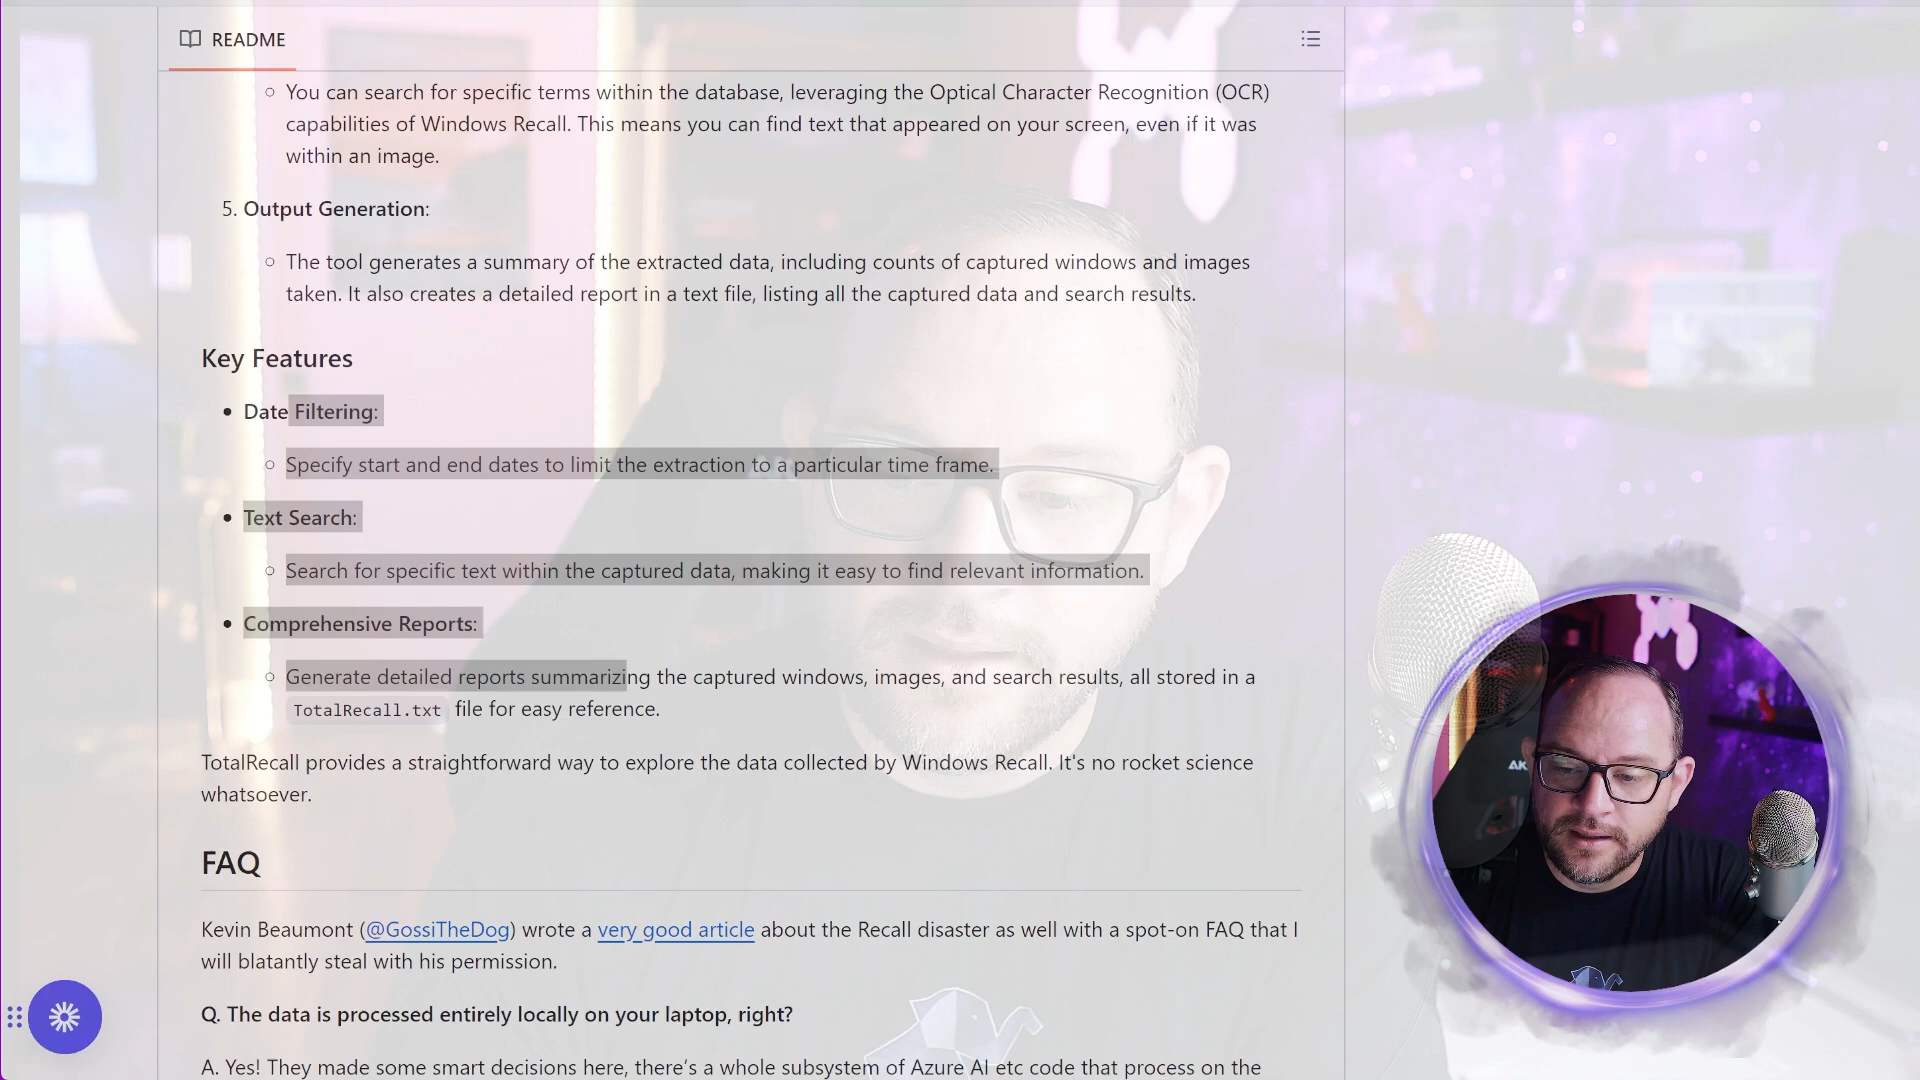 README
You can search for specific terms within the database, leveraging the Optical Character Recognition (OCR)
capabilities of Windows Recall. This means you can find text that appeared on your screen, even if it was
within an image.
5. Output Generation:
The tool generates a summary of the extracted data, including counts of captured windows and images
taken. It also creates a detailed report in a text file, listing all the captured data and search results.
Key Features
Date Filtering:
Specify start and end dates to limit the extraction to a particular time frame.
Text Search:
Search for specific text within the captured data, making it easy to find relevant information.
Comprehensive Reports:
Generate detailed reports summarizing the captured windows, images, and search results, all stored in a
TotalRecall.txt file for easy reference.
TotalRecall provides a straightforward way to explore the data collected by Windows Recall. It's no rocket science
whatsoever.
FAQ
Kevin Beaumont (@GossiTheDog) wrote a very good article about the Recall disaster as well with a spot-on FAQ that I
will blatantly steal with his permission.
Q. The data is processed entirely locally on your laptop, right?
A. Yes! They made some smart decisions here, there’s a whole subsystem of Azure AI etc code that process on the
AK